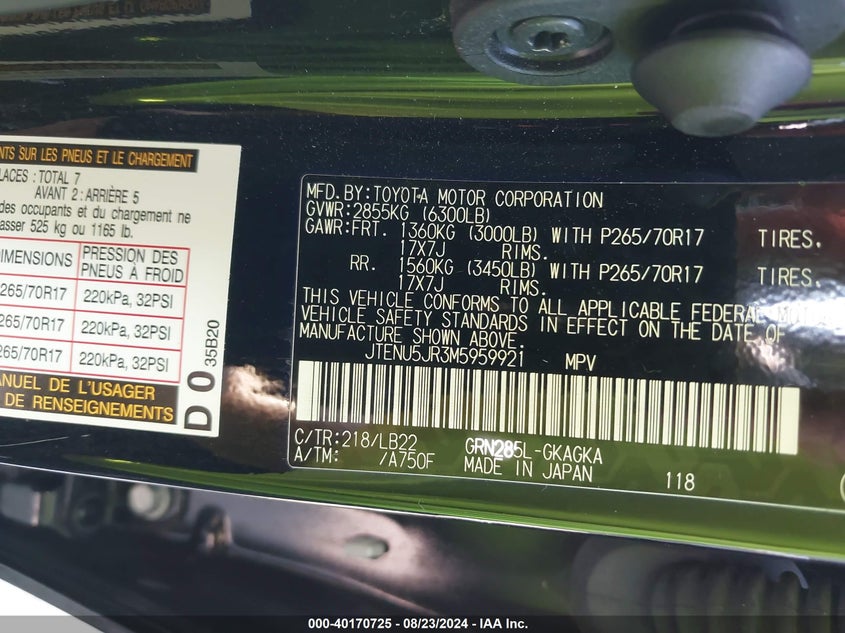 NTS SUR LES PNEUS ET LE CHARGEMENT
LACES : TOTAL 7
AVANT 2 : ARRIÈRE 5
des occupants et du chargement ne
asser 525 kg ou 1165 lb.
DIMENSIONS
PRESSION DES PNEUS À FROID
265/70R17
220kPa, 32PSI
265/70R17
220kPa, 32PSI
265/70R17
220kPa, 32PSI
MANUEL DE L'USAGER
DE RENSEIGNEMENTS
D0 35B20
MFD.BY:TOYOTA MOTOR CORPORATION
GVWR:2855KG (6300LB)
GAWR:FRT. 1360KG (3000LB) WITH P265/70R17 TIRES.
17X7J RIMS.
RR. 1560KG (3450LB) WITH P265/70R17 TIRES.
17X7J RIMS.
THIS VEHICLE CONFORMS TO ALL APPLICABLE FEDERAL MOTOR
VEHICLE SAFETY STANDARDS IN EFFECT ON THE DATE OF
MANUFACTURE SHOWN ABOVE.
JTENU5JR3M5959921 MPV
C/TR:218/LB22 GRN285L-GKAGKA
A/TM: /A750F MADE IN JAPAN 118
000-40170725 - 08/23/2024 - IAA Inc.